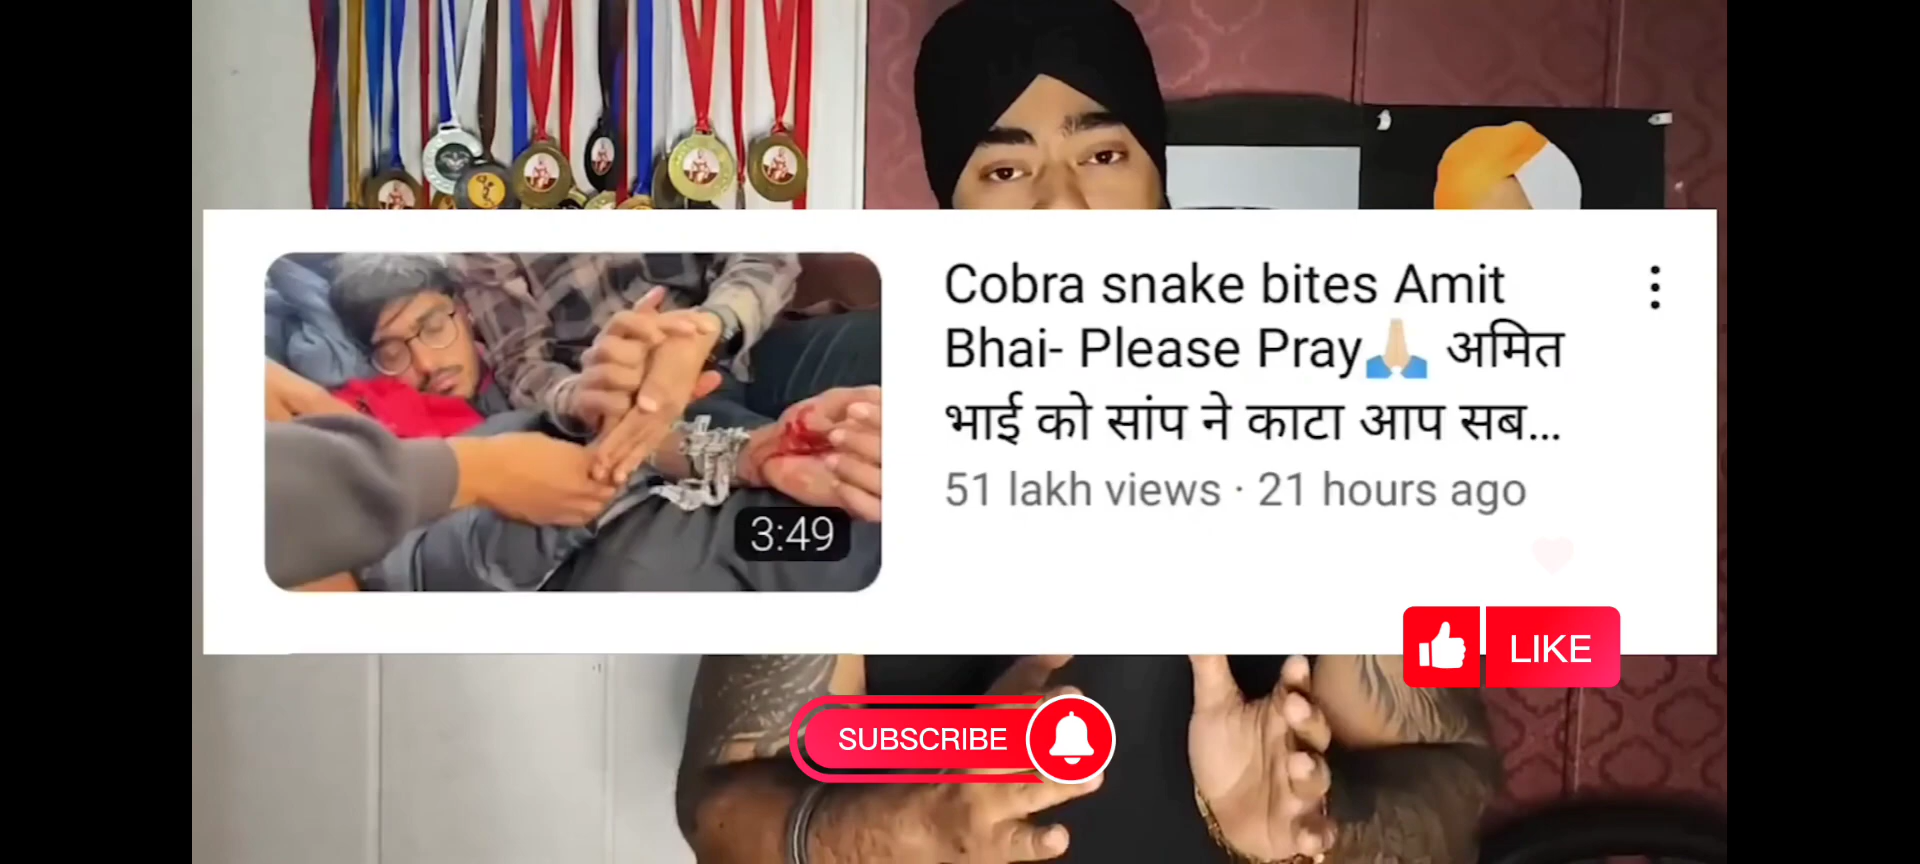 Cobra snake bites Amit
Bhai- Please Pray🙏🏻 अमित
भाई को सांप ने काटा आप सब...
51 lakh views · 21 hours ago
3:49
LIKE
SUBSCRIBE